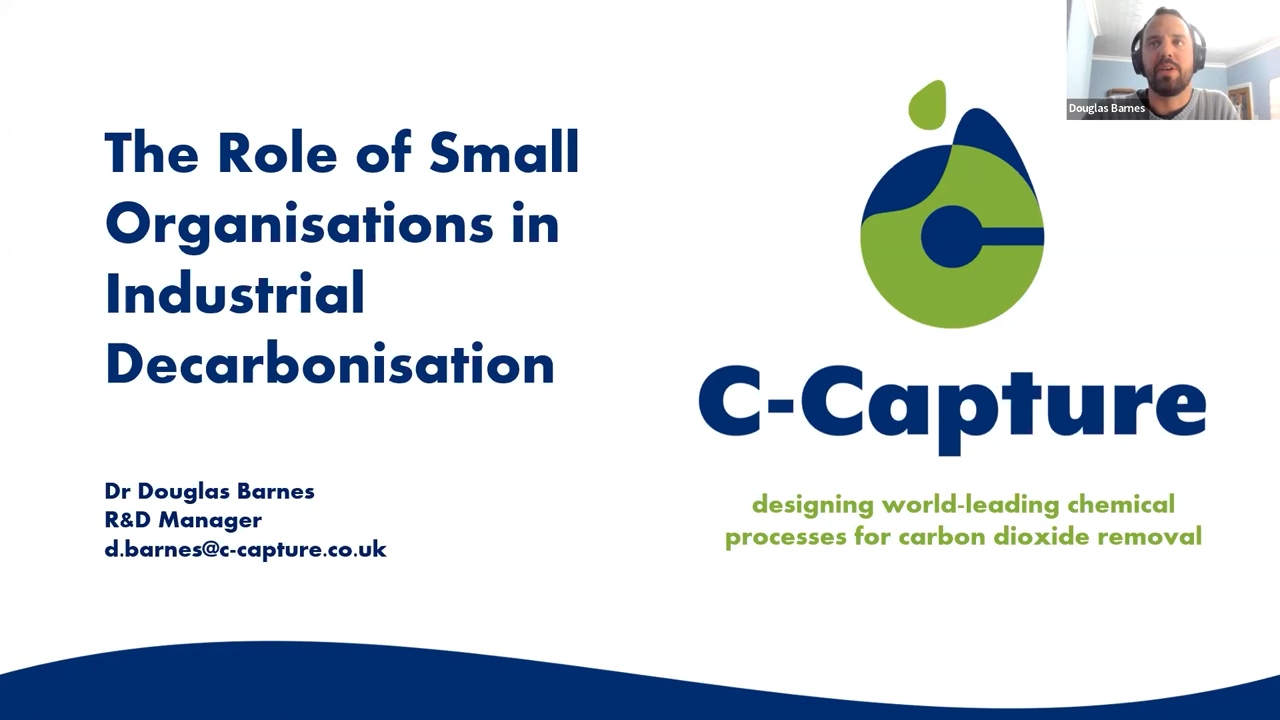 The Role of Small
Organisations in
Industrial
Decarbonisation
Dr Douglas Barnes
R&D Manager
d.barnes@c-capture.co.uk
C-Capture
designing world-leading chemical
processes for carbon dioxide removal
Douglas Barnes